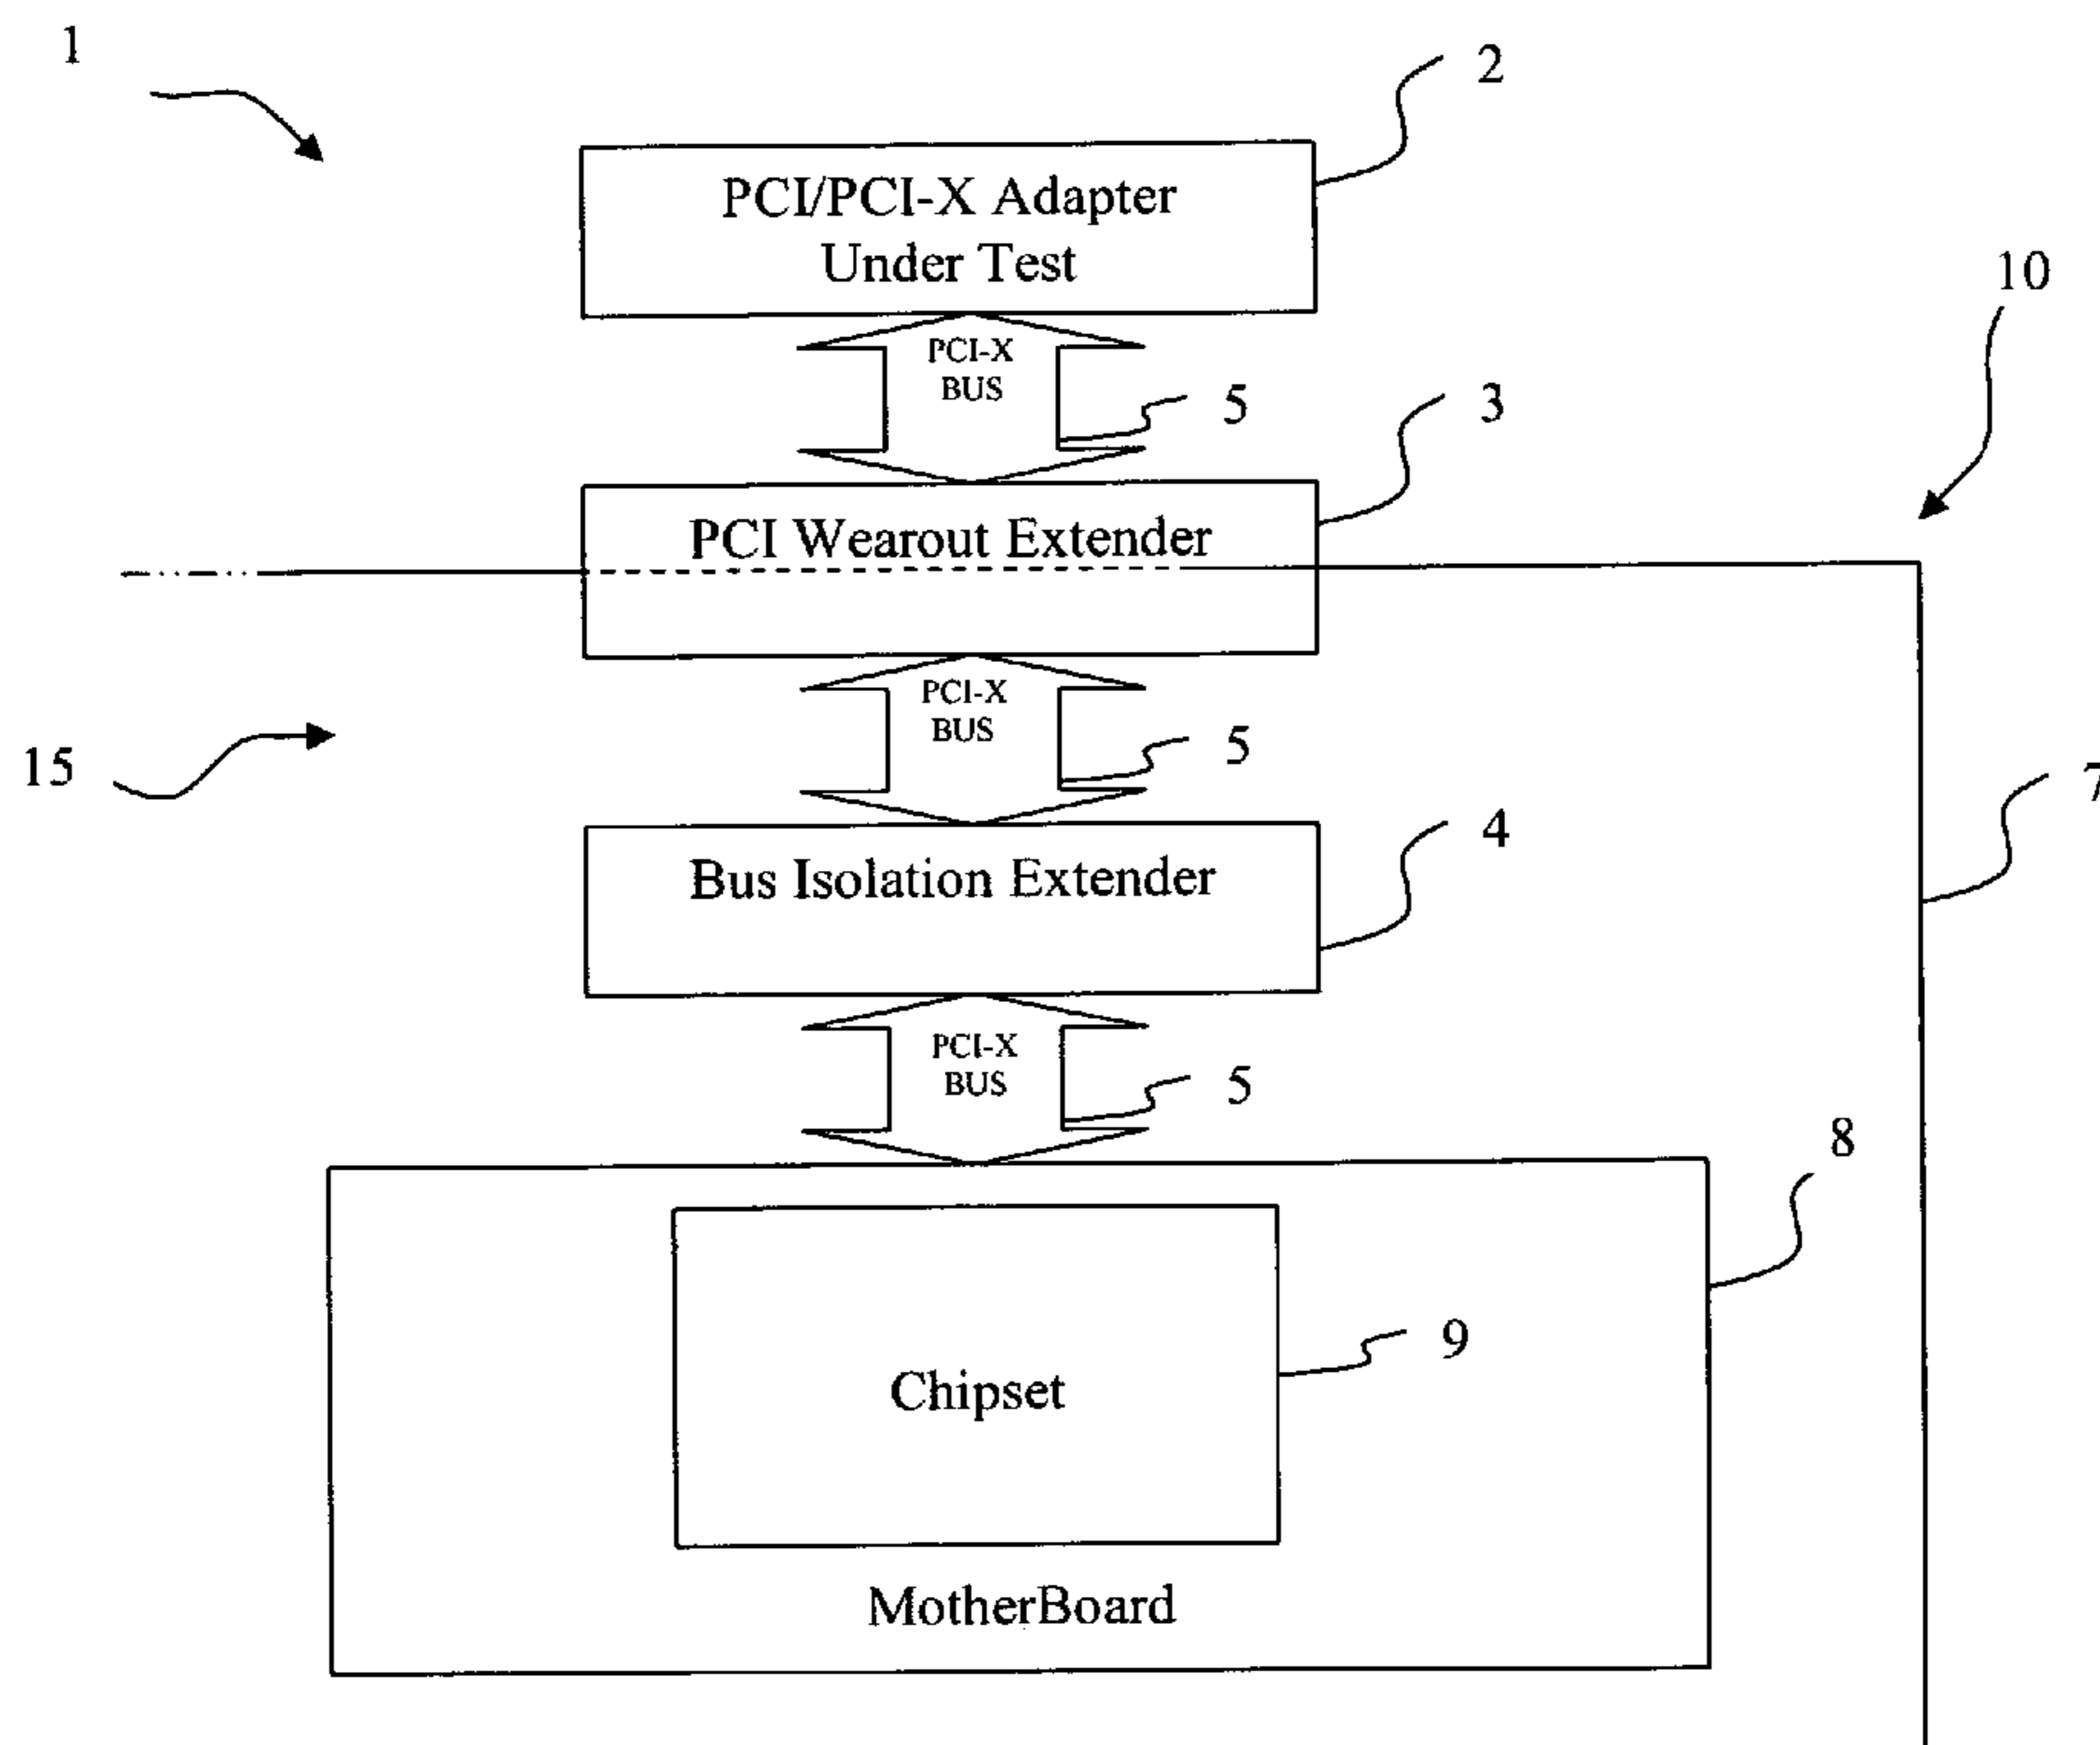 1
2
PCI/PCI-X Adapter
Under Test
10
PCI-X
BUS
5
3
PCI Wearout Extender
PCI-X
BUS
5
15
7
4
Bus Isolation Extender
PCI-X
BUS
5
8
9
Chipset
MotherBoard